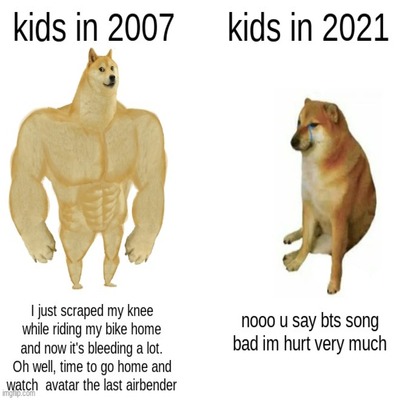 kids in 2007
kids in 2021
I just scraped my knee
while riding my bike home
and now it's bleeding a lot.
Oh well, time to go home and
watch avatar the last airbender
nooo u say bts song
bad im hurt very much
imgflip.com